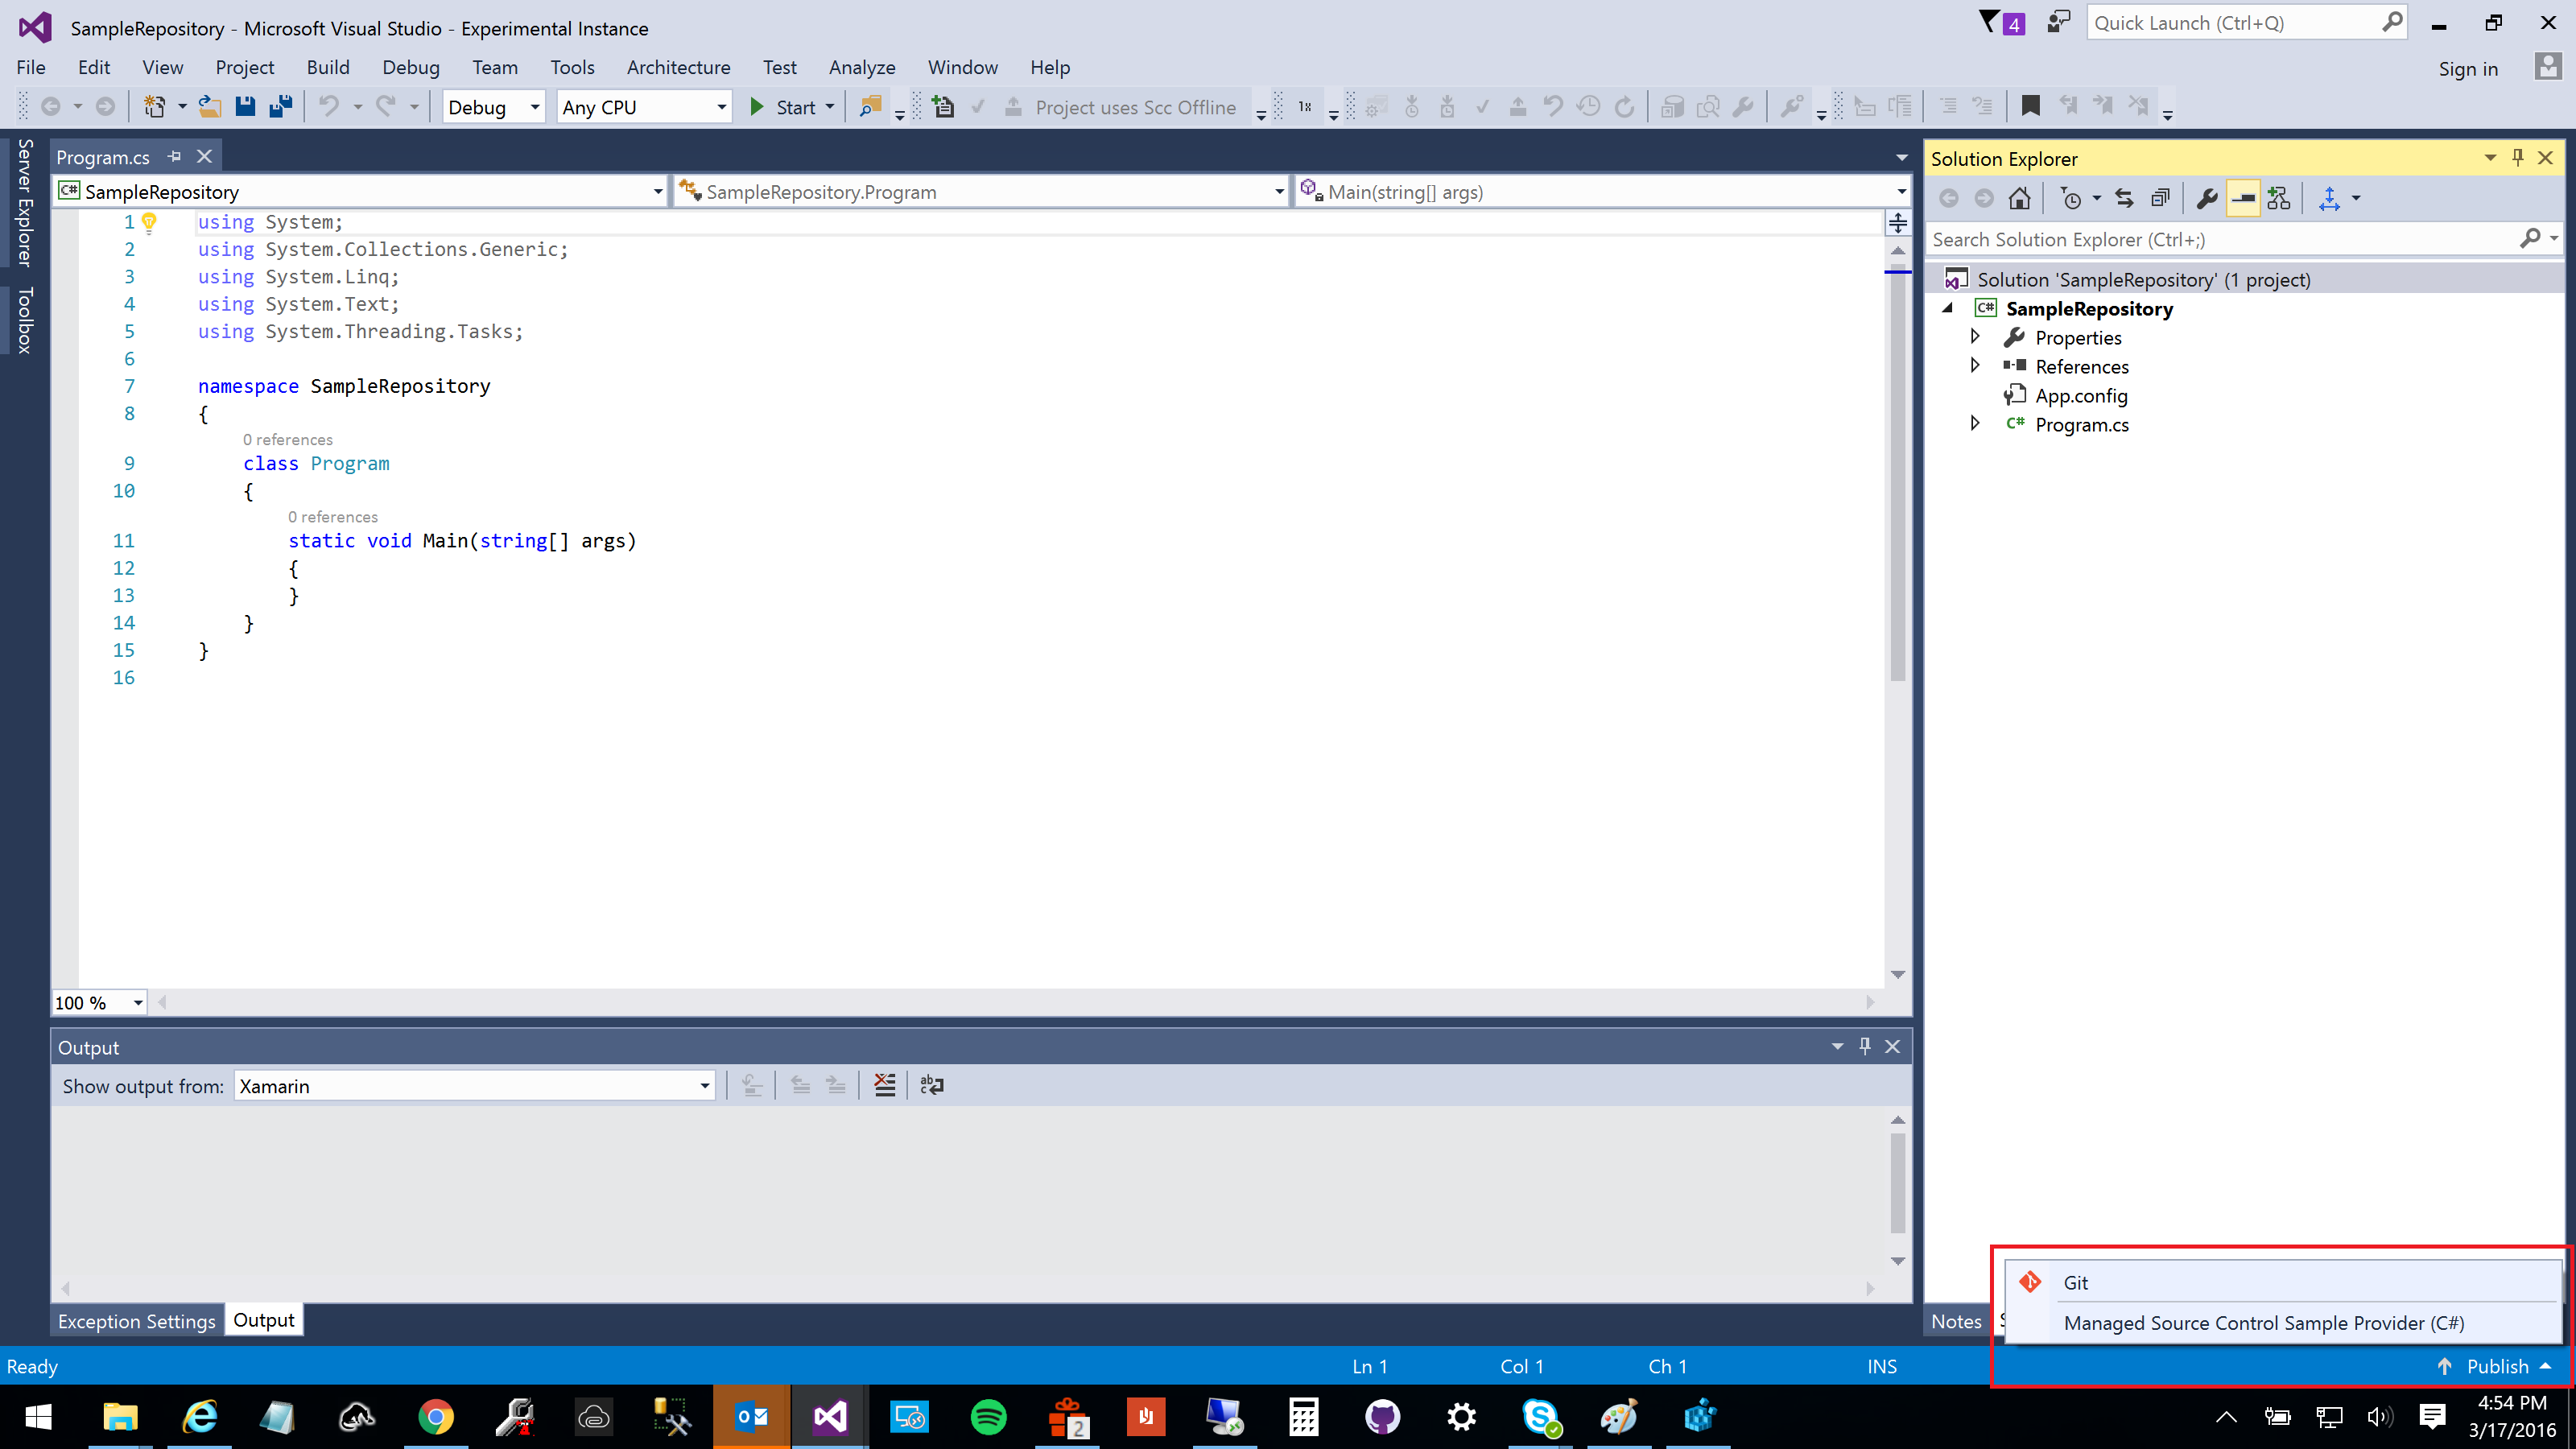 SampleRepository - Microsoft Visual Studio - Experimental Instance
4
Quick Launch (Ctrl+Q)
File Edit View Project Build Debug Team Tools Architecture Test Analyze Window Help
Sign in
Debug Any CPU Start Project uses Scc Offline 1x
Server Explorer
Toolbox
Program.cs
C# SampleRepository SampleRepository.Program Main(string[] args)
1 using System;
2 using System.Collections.Generic;
3 using System.Linq;
4 using System.Text;
5 using System.Threading.Tasks;
6
7 namespace SampleRepository
8 {
0 references
9 class Program
10 {
0 references
11 static void Main(string[] args)
12 {
13 }
14 }
15 }
16
100 %
Solution Explorer
Search Solution Explorer (Ctrl+;)
Solution 'SampleRepository' (1 project)
C# SampleRepository
Properties
References
App.config
C# Program.cs
Output
Show output from: Xamarin
Exception Settings Output
Notes
Git
Managed Source Control Sample Provider (C#)
Ready Ln 1 Col 1 Ch 1 INS Publish
2
4:54 PM
3/17/2016